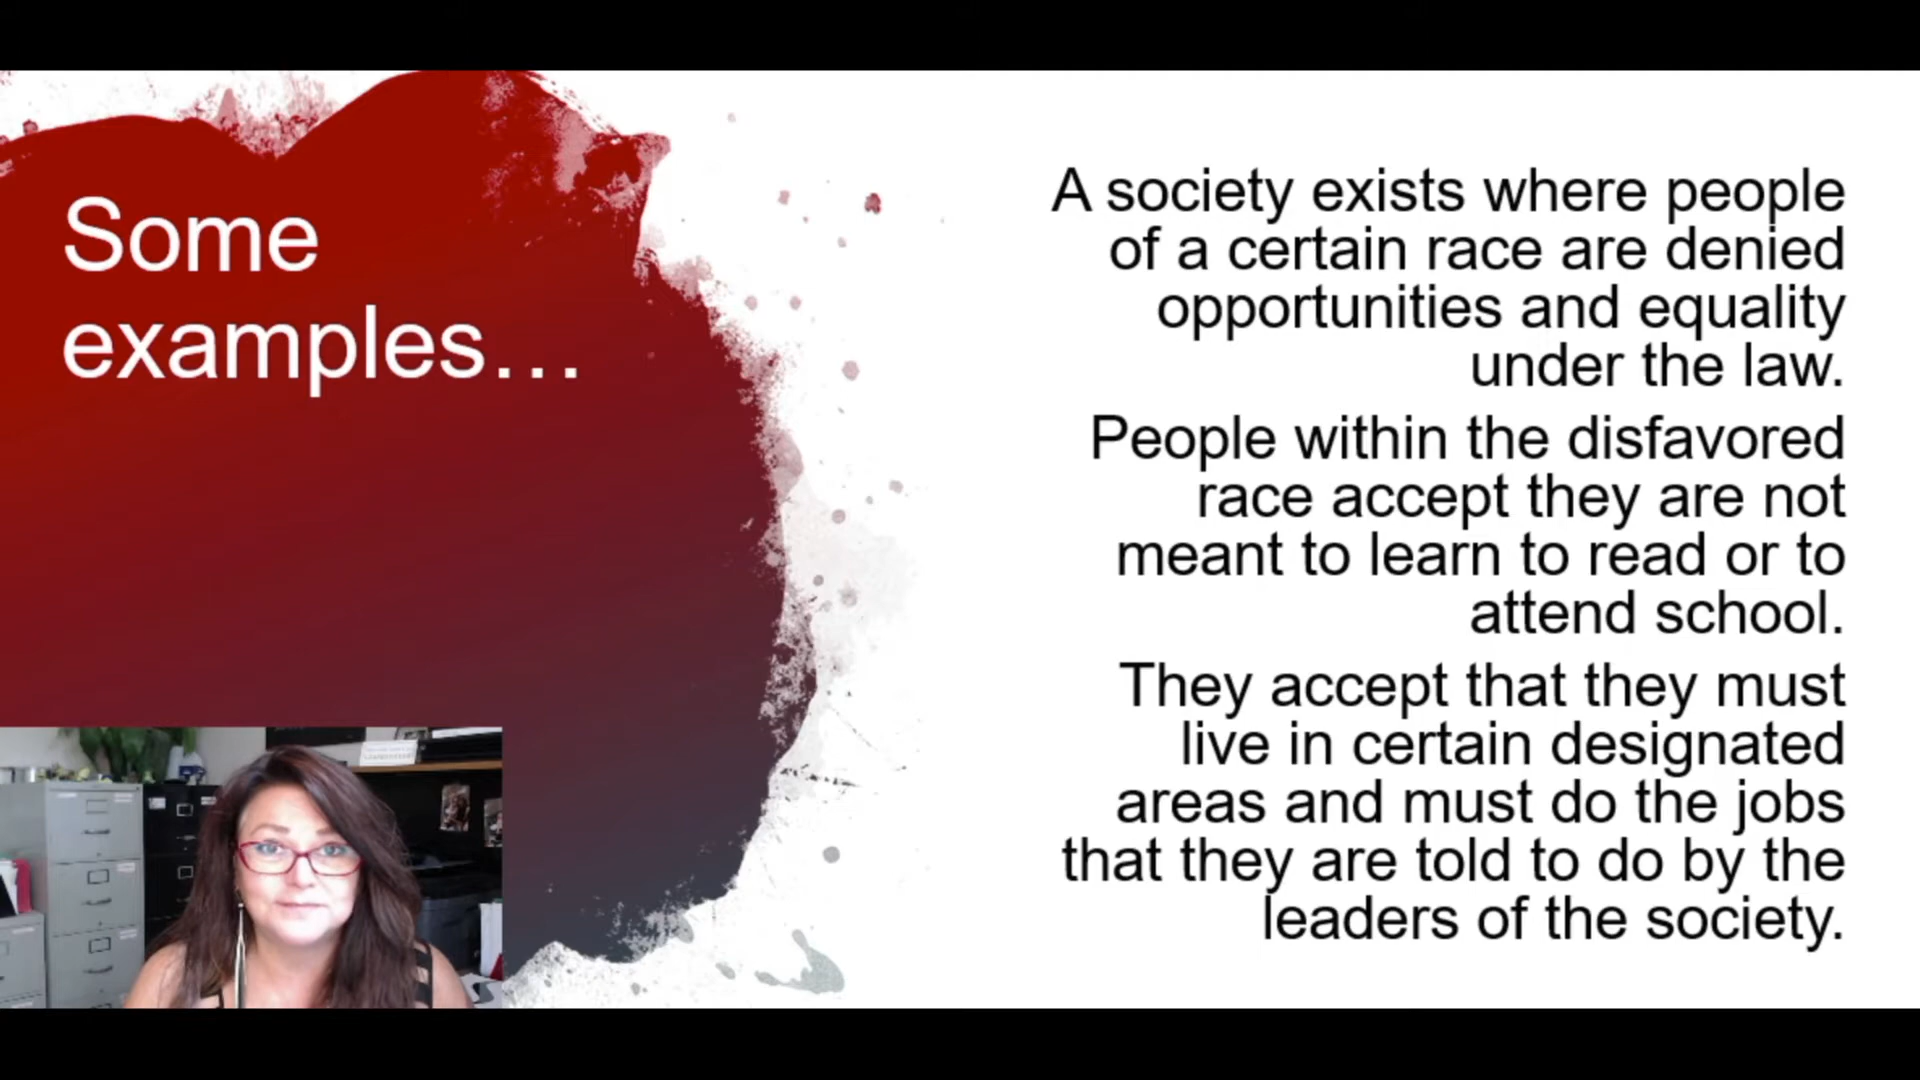 Some
examples…
A society exists where people
of a certain race are denied
opportunities and equality
under the law.
People within the disfavored
race accept they are not
meant to learn to read or to
attend school.
They accept that they must
live in certain designated
areas and must do the jobs
that they are told to do by the
leaders of the society.